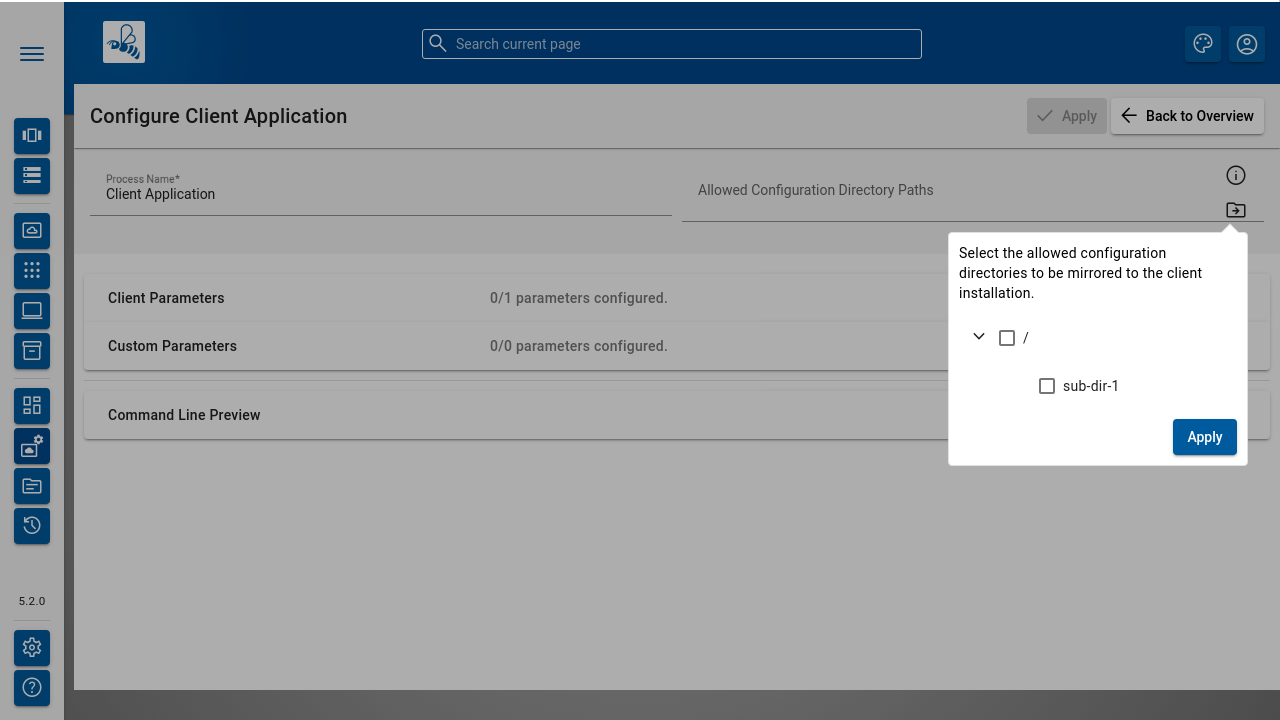 Search current page
Configure Client Application
Apply
Back to Overview
Process Name*
Client Application
Allowed Configuration Directory Paths
Select the allowed configuration
directories to be mirrored to the client
installation.
/
sub-dir-1
Apply
Client Parameters
0/1 parameters configured.
Custom Parameters
0/0 parameters configured.
Command Line Preview
5.2.0